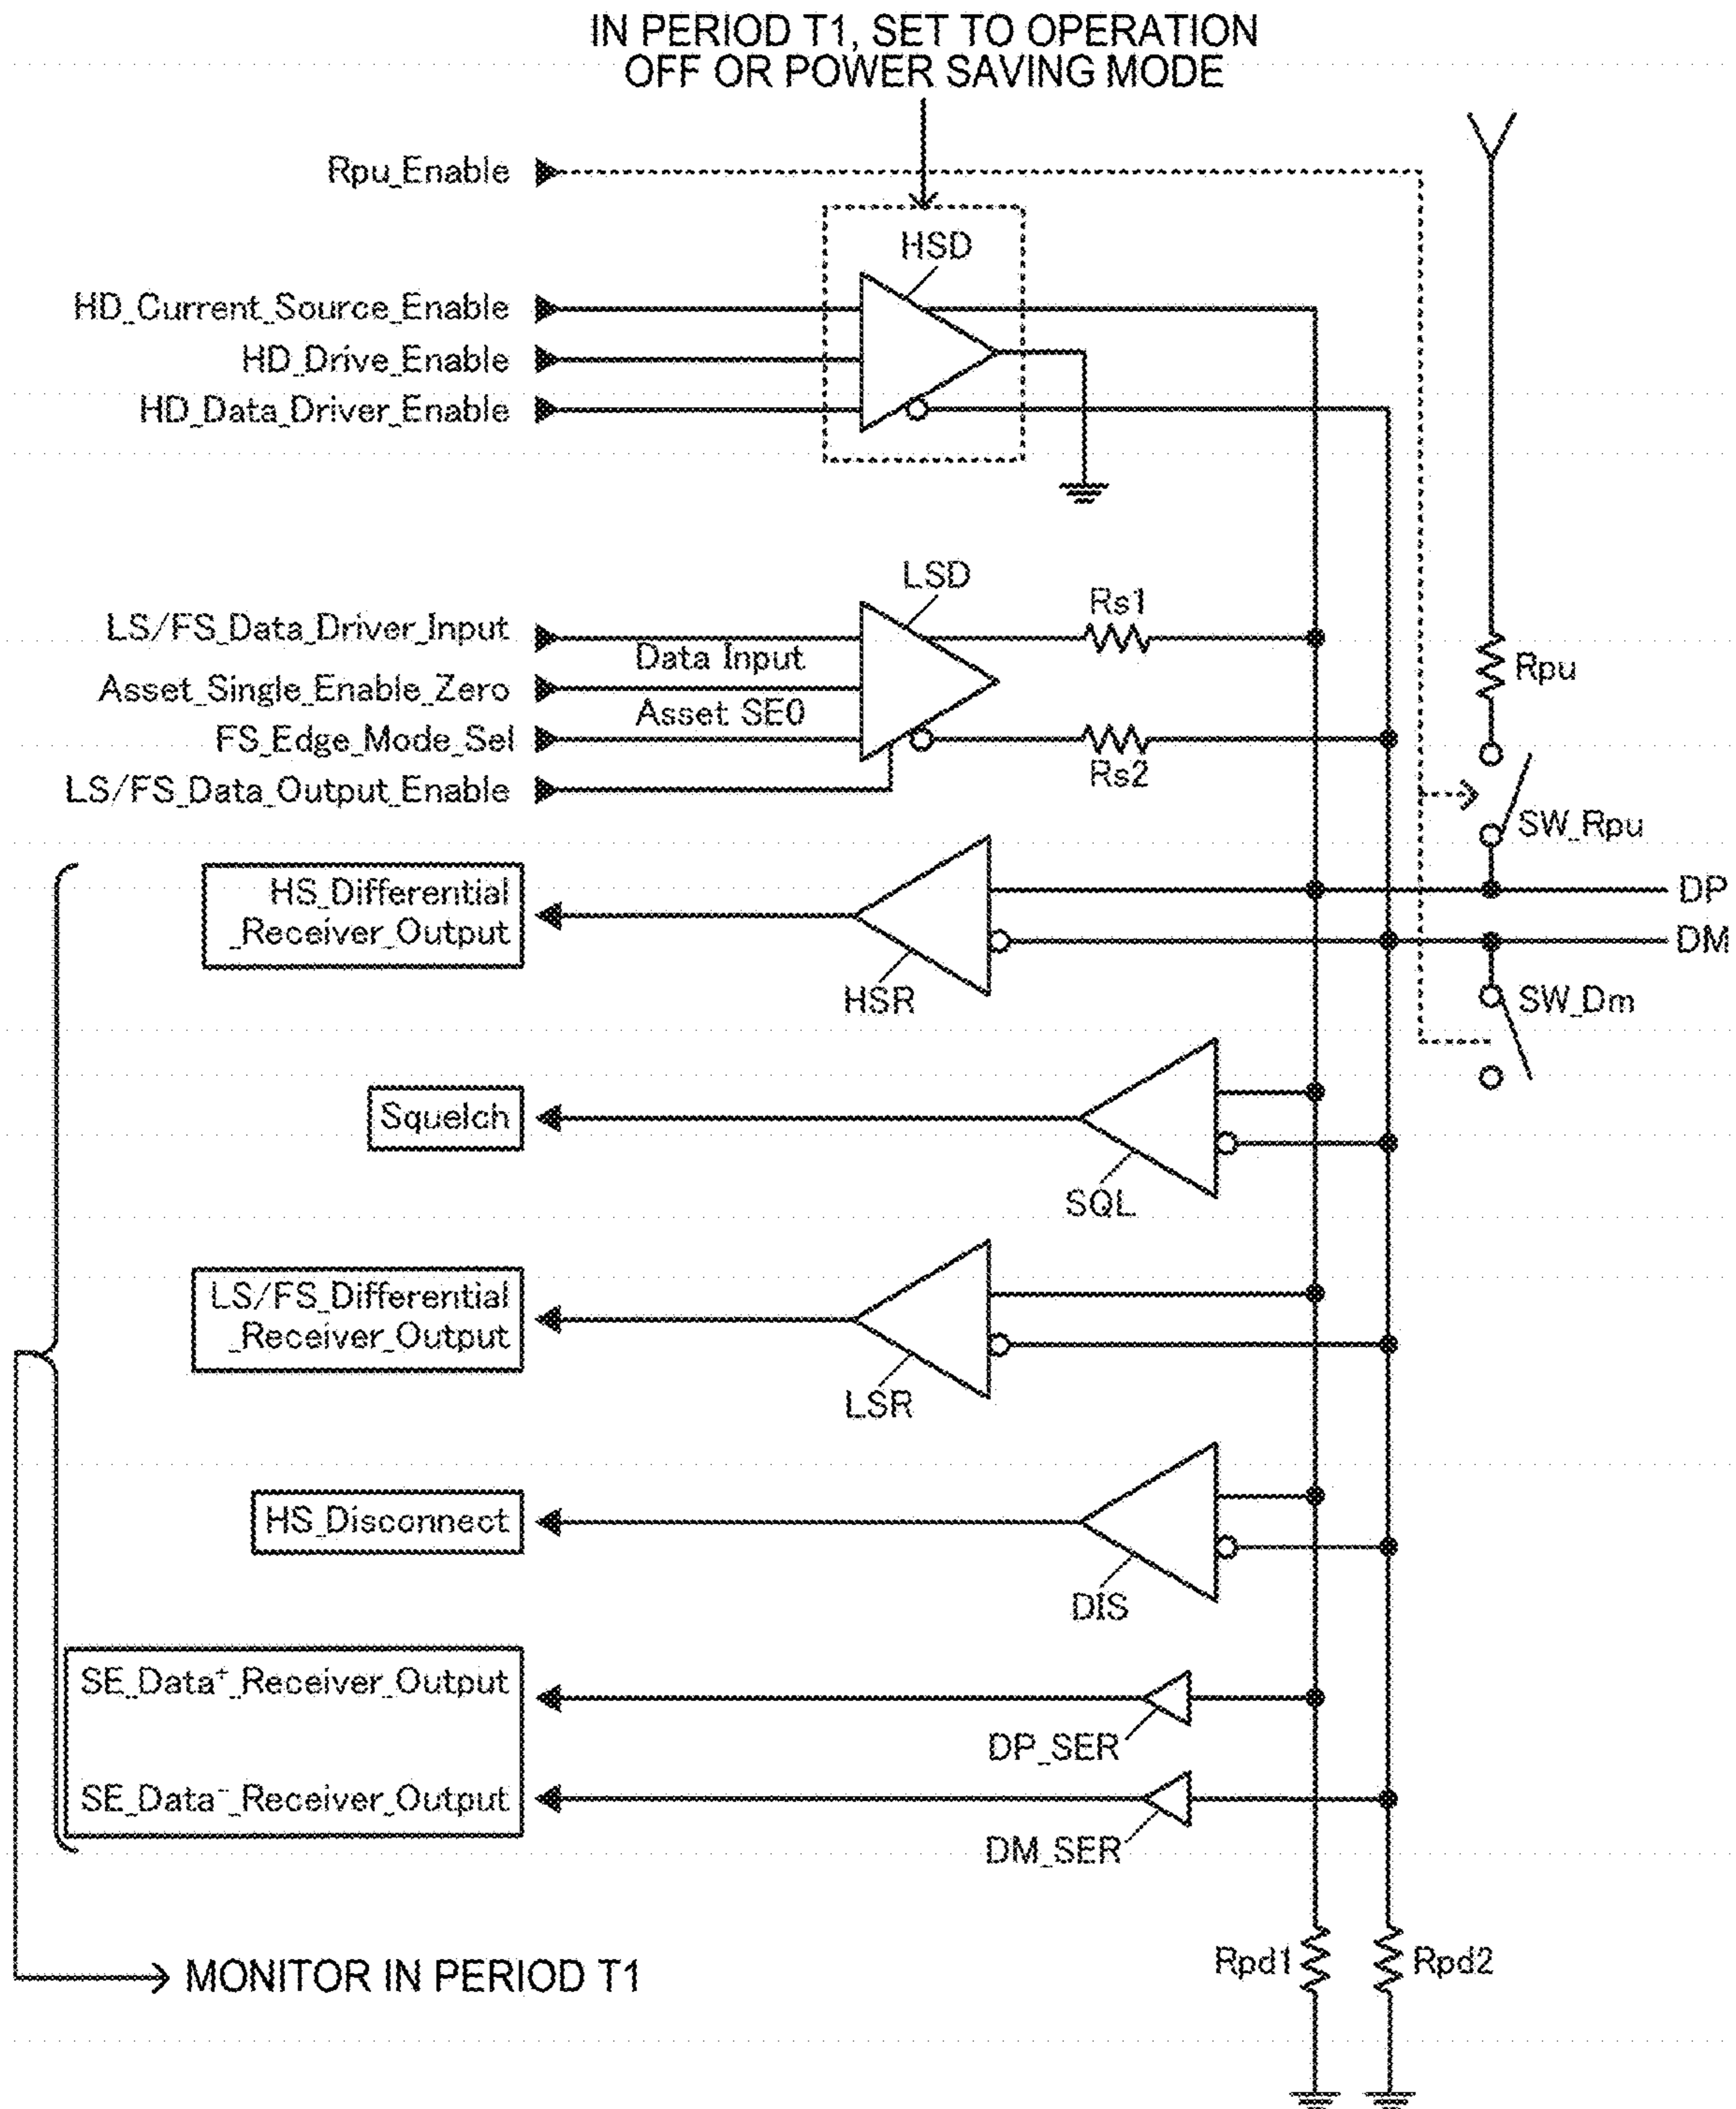 IN PERIOD T1, SET TO OPERATION
OFF OR POWER SAVING MODE
Rpu_Enable
HSD
HD_Current_Source_Enable
HD_Drive_Enable
HD_Data_Driver_Enable
LSD
Rs1
LS/FS_Data_Driver_Input
Data Input
Rpu
Asset_Single_Enable_Zero
Asset SE0
FS_Edge_Mode_Sel
Rs2
LS/FS_Data_Output_Enable
SW_Rpu
HS_Differential
_Receiver_Output
DP
DM
HSR
SW_Dm
Squelch
SQL
LS/FS_Differential
_Receiver_Output
LSR
HS_Disconnect
DIS
SE_Data⁺_Receiver_Output
DP_SER
SE_Data⁻_Receiver_Output
DM_SER
Rpd1
Rpd2
MONITOR IN PERIOD T1